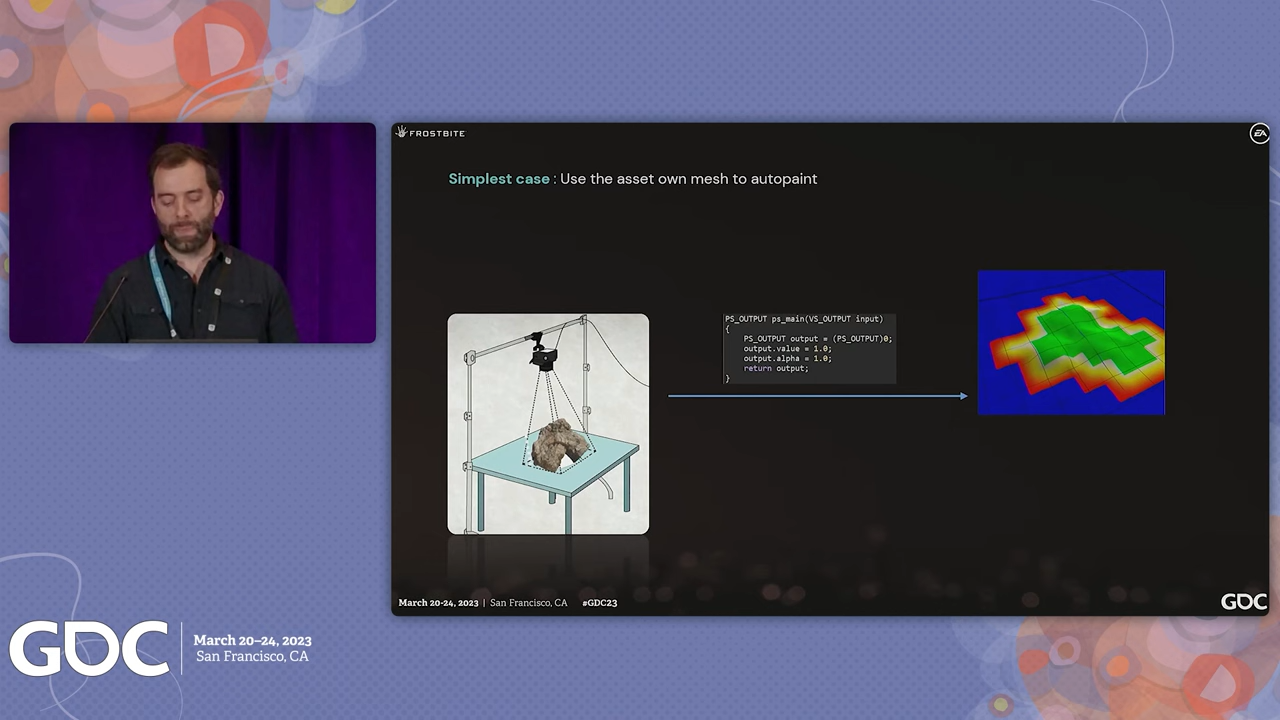 FROSTBITE
EA
Simplest case : Use the asset own mesh to autopaint
PS_OUTPUT ps_main(VS_OUTPUT input)
{
PS_OUTPUT output = (PS_OUTPUT)0;
output.value = 1.0;
output.alpha = 1.0;
return output;
}
March 20-24, 2023 | San Francisco, CA #GDC23
GDC
GDC
March 20–24, 2023
San Francisco, CA